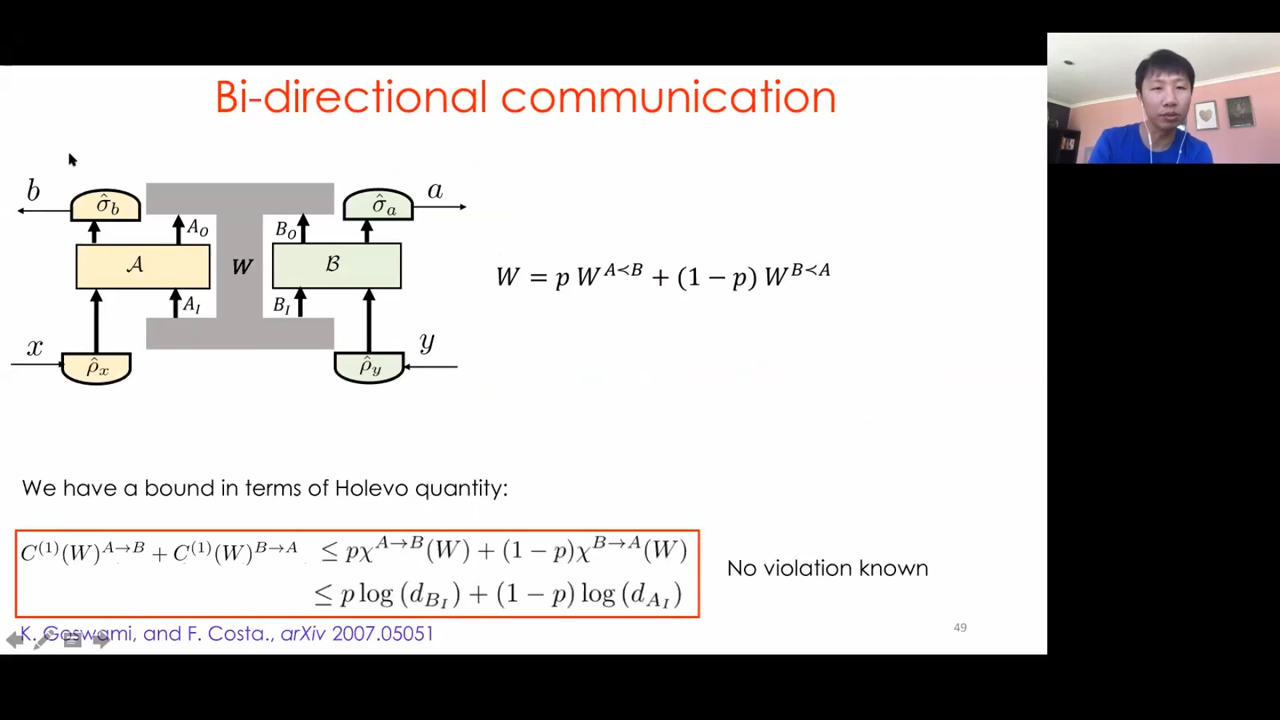 Bi-directional communication
b
σ̂_b
A_O
B_O
σ̂_a
a
𝒜
W
ℬ
A_I
B_I
x
ρ̂_x
ρ̂_y
y
W = p W^{A≺B} + (1 − p) W^{B≺A}
We have a bound in terms of Holevo quantity:
C^{(1)}(W)^{A→B} + C^{(1)}(W)^{B→A} ≤ pχ^{A→B}(W) + (1 − p)χ^{B→A}(W)
≤ p log (d_{B_I}) + (1 − p) log (d_{A_I})
No violation known
K. Goswami, and F. Costa., arXiv 2007.05051
49